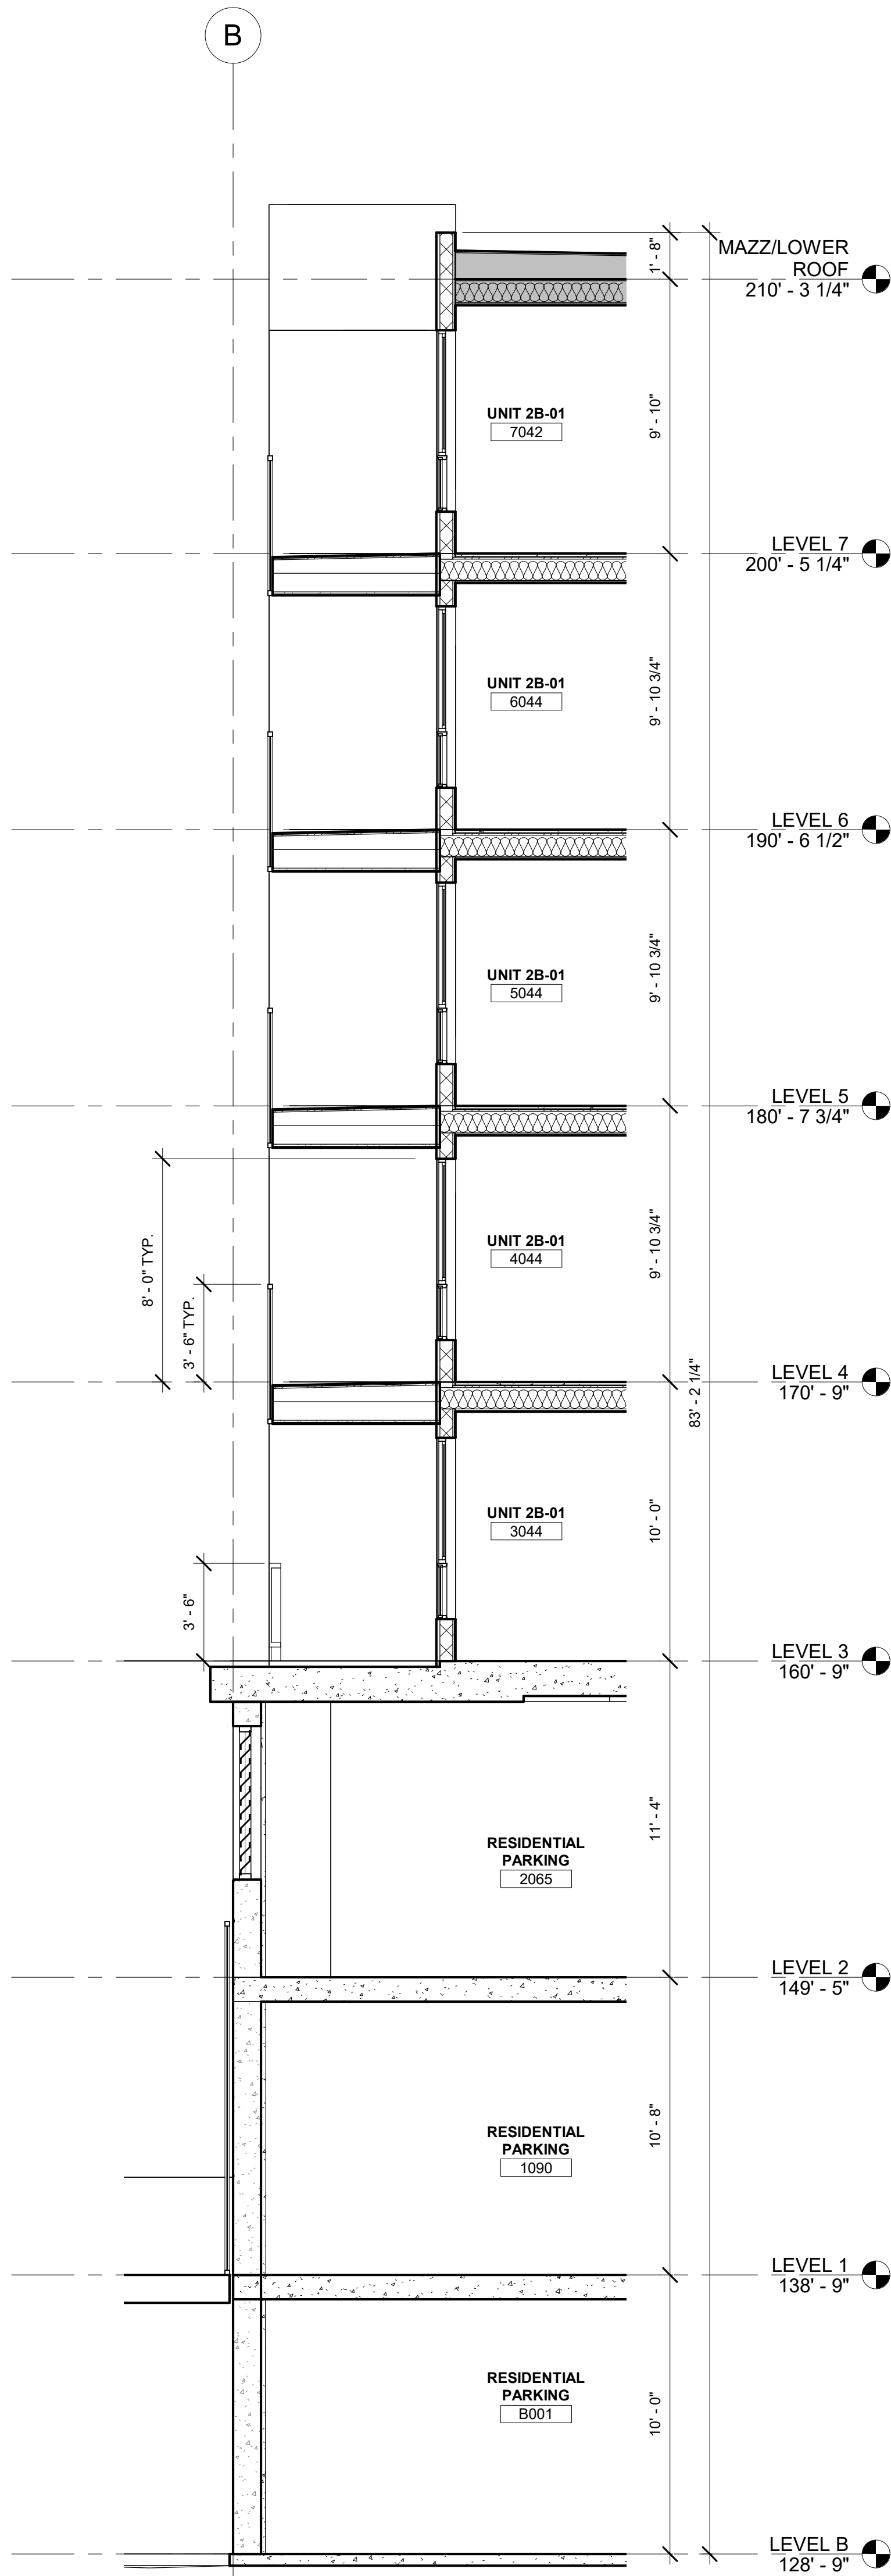 B
1' - 8"
MAZZ/LOWER
ROOF
210' - 3 1/4"
UNIT 2B-01
7042
9' - 10"
LEVEL 7
200' - 5 1/4"
UNIT 2B-01
6044
9' - 10 3/4"
LEVEL 6
190' - 6 1/2"
UNIT 2B-01
5044
9' - 10 3/4"
LEVEL 5
180' - 7 3/4"
8' - 0" TYP.
3' - 6" TYP.
UNIT 2B-01
4044
9' - 10 3/4"
83' - 2 1/4"
LEVEL 4
170' - 9"
3' - 6"
UNIT 2B-01
3044
10' - 0"
LEVEL 3
160' - 9"
RESIDENTIAL
PARKING
2065
11' - 4"
LEVEL 2
149' - 5"
RESIDENTIAL
PARKING
1090
10' - 8"
LEVEL 1
138' - 9"
RESIDENTIAL
PARKING
B001
10' - 0"
LEVEL B
128' - 9"